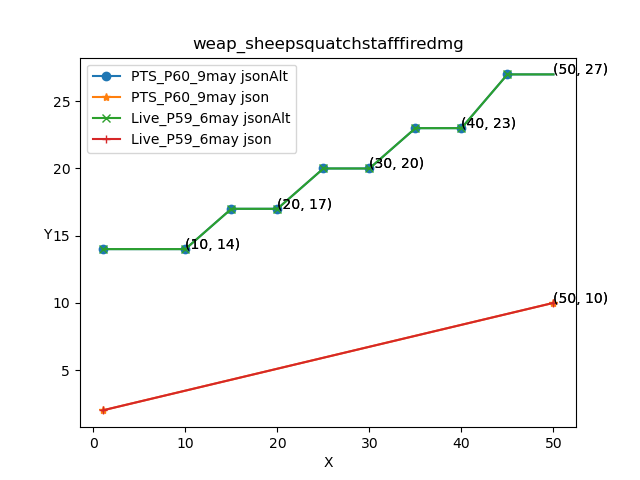 weap_sheepsquatchstafffiredmg
PTS_P60_9may jsonAlt
PTS_P60_9may json
Live_P59_6may jsonAlt
Live_P59_6may json
(50, 27)
25
(40, 23)
20
(30, 20)
(20, 17)
Y
15
(10, 14)
10
(50, 10)
5
0 10 20 30 40 50
X